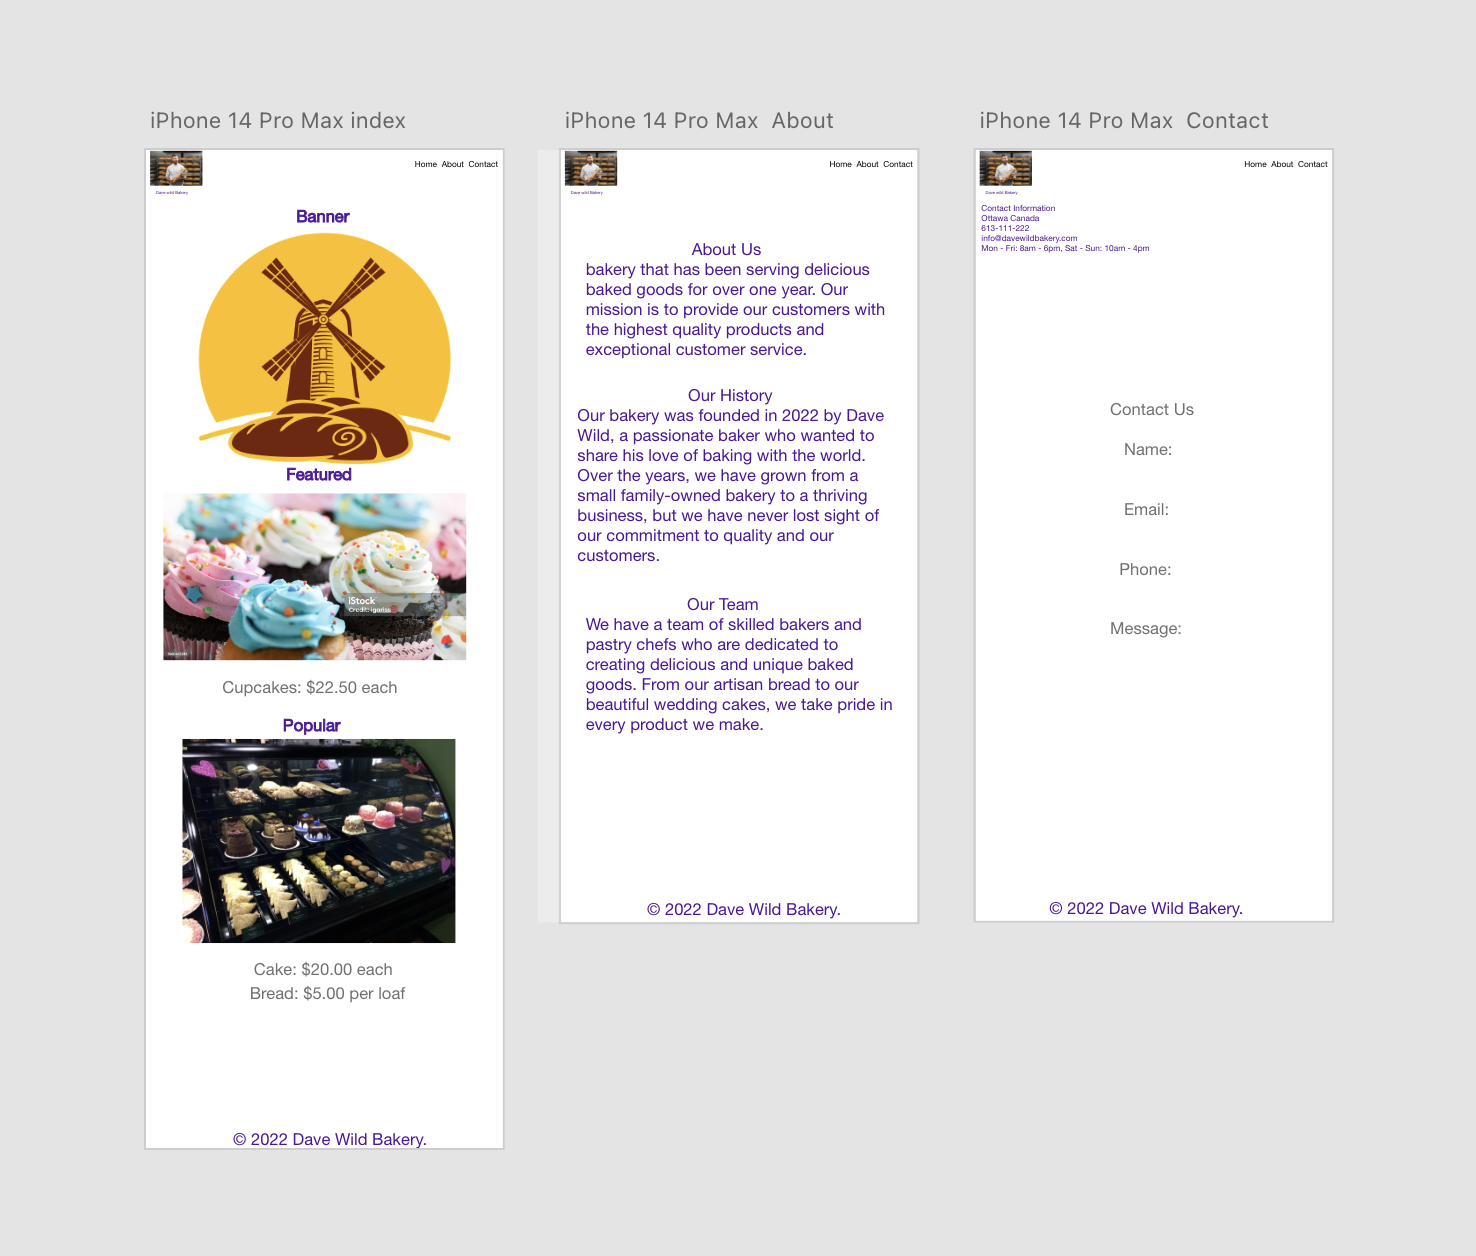 iPhone 14 Pro Max index
Home About Contact
Dave wild Bakery
Banner
Featured
iStock
Credit: igorlss
Cupcakes: $22.50 each
Popular
Cake: $20.00 each
Bread: $5.00 per loaf
© 2022 Dave Wild Bakery.
iPhone 14 Pro Max  About
Home About Contact
Dave wild Bakery
About Us
bakery that has been serving delicious
baked goods for over one year. Our
mission is to provide our customers with
the highest quality products and
exceptional customer service.
Our History
Our bakery was founded in 2022 by Dave
Wild, a passionate baker who wanted to
share his love of baking with the world.
Over the years, we have grown from a
small family-owned bakery to a thriving
business, but we have never lost sight of
our commitment to quality and our
customers.
Our Team
We have a team of skilled bakers and
pastry chefs who are dedicated to
creating delicious and unique baked
goods. From our artisan bread to our
beautiful wedding cakes, we take pride in
every product we make.
© 2022 Dave Wild Bakery.
iPhone 14 Pro Max  Contact
Home About Contact
Dave wild Bakery
Contact Information
Ottawa Canada
613-111-222
info@davewildbakery.com
Mon - Fri: 8am - 6pm, Sat - Sun: 10am - 4pm
Contact Us
Name:
Email:
Phone:
Message:
© 2022 Dave Wild Bakery.